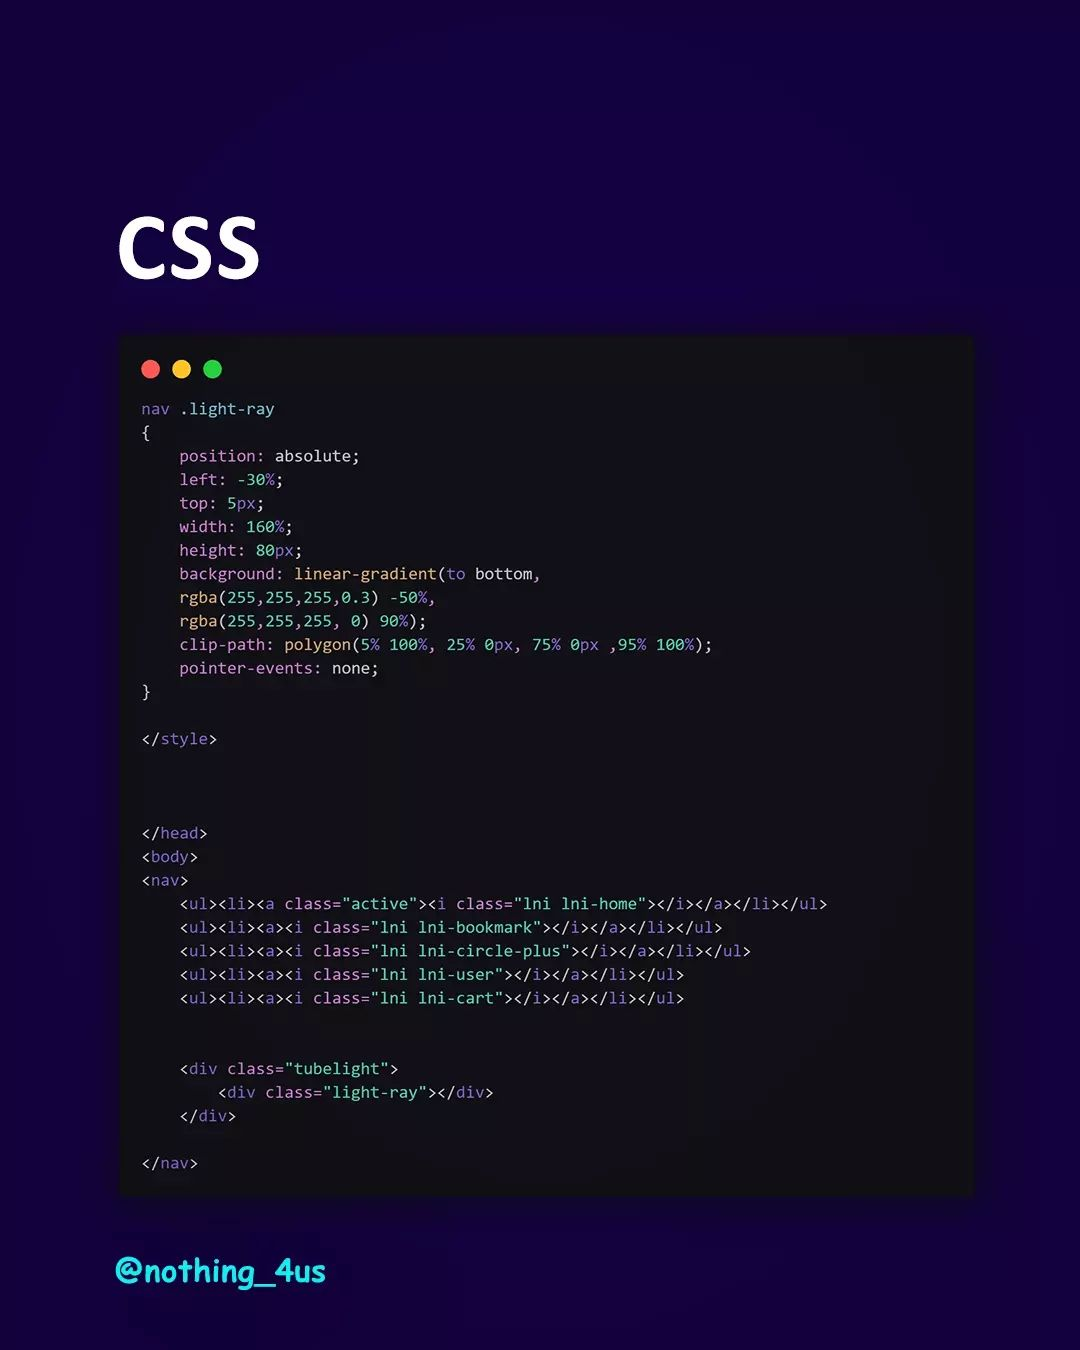 CSS
nav .light-ray
{
    position: absolute;
    left: -30%;
    top: 5px;
    width: 160%;
    height: 80px;
    background: linear-gradient(to bottom,
    rgba(255,255,255,0.3) -50%,
    rgba(255,255,255, 0) 90%);
    clip-path: polygon(5% 100%, 25% 0px, 75% 0px ,95% 100%);
    pointer-events: none;
}
</style>
</head>
<body>
<nav>
    <ul><li><a class="active"><i class="lni lni-home"></i></a></li></ul>
    <ul><li><a><i class="lni lni-bookmark"></i></a></li></ul>
    <ul><li><a><i class="lni lni-circle-plus"></i></a></li></ul>
    <ul><li><a><i class="lni lni-user"></i></a></li></ul>
    <ul><li><a><i class="lni lni-cart"></i></a></li></ul>
    <div class="tubelight">
        <div class="light-ray"></div>
    </div>
</nav>
@nothing_4us